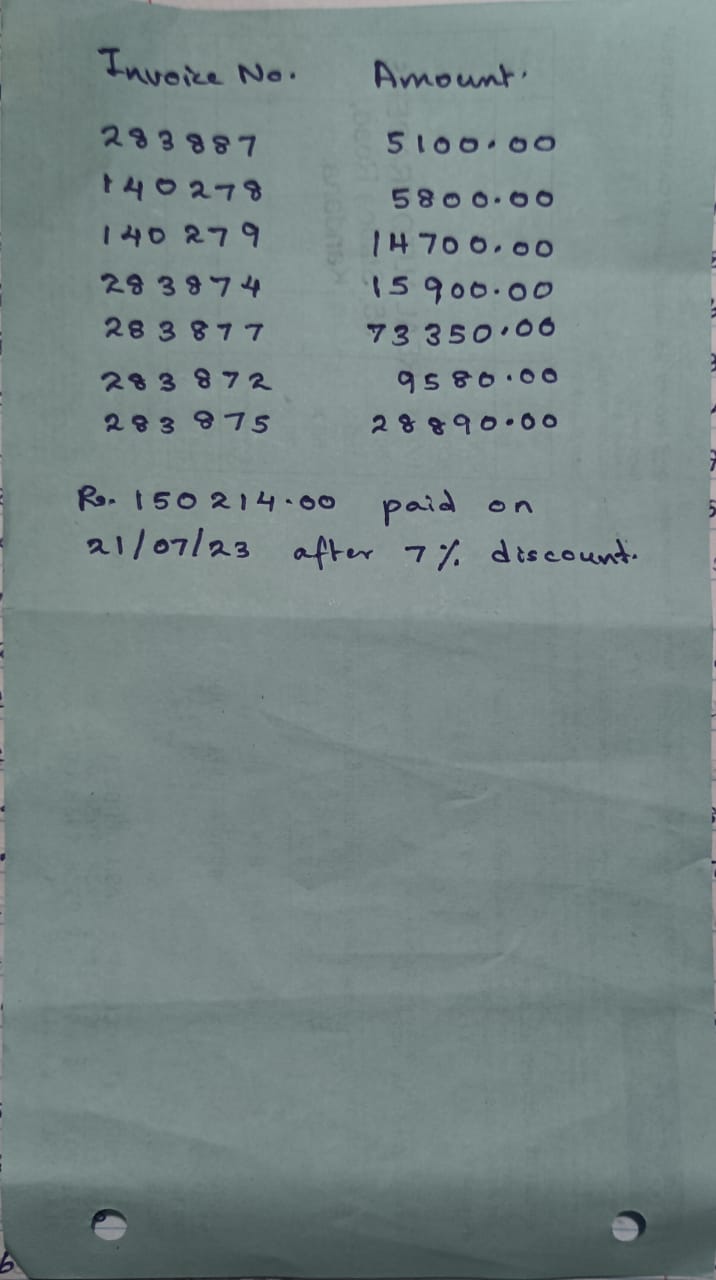 Invoice No. Amount.
283887 5100.00
140278 5800.00
140279 14700.00
283874 15900.00
283877 73350.00
283872 9580.00
283875 28890.00
Rs. 150214.00 paid on
21/07/23 after 7% discount.